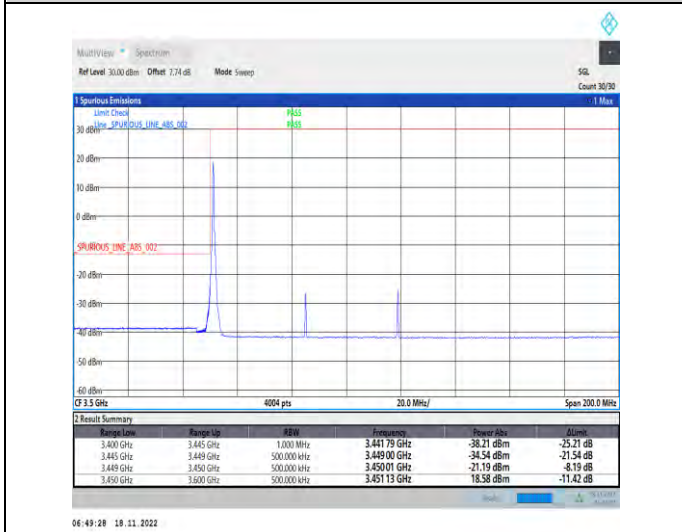 MultiView Spectrum
Ref Level 30.00 dBm Offset 7.74 dB Mode Sweep SGL
Count 30/30
1 Spurious Emissions 1 Max
Limit Check PASS
Line _SPURIOUS_LINE_ABS_002 PASS
30 dBm
20 dBm
10 dBm
0 dBm
_SPURIOUS_LINE_ABS_002
-20 dBm
-30 dBm
-40 dBm
-50 dBm
-60 dBm
CF 3.5 GHz 4004 pts 20.0 MHz/ Span 200.0 MHz
2 Result Summary
Range Low Range Up RBW Frequency Power Abs ΔLimit
3.400 GHz 3.445 GHz 1.000 MHz 3.441 79 GHz -38.21 dBm -25.21 dB
3.445 GHz 3.449 GHz 500.000 kHz 3.449 00 GHz -34.54 dBm -21.54 dB
3.449 GHz 3.450 GHz 500.000 kHz 3.450 01 GHz -21.19 dBm -8.19 dB
3.450 GHz 3.600 GHz 500.000 kHz 3.451 13 GHz 18.58 dBm -11.42 dB
06:49:28 18.11.2022